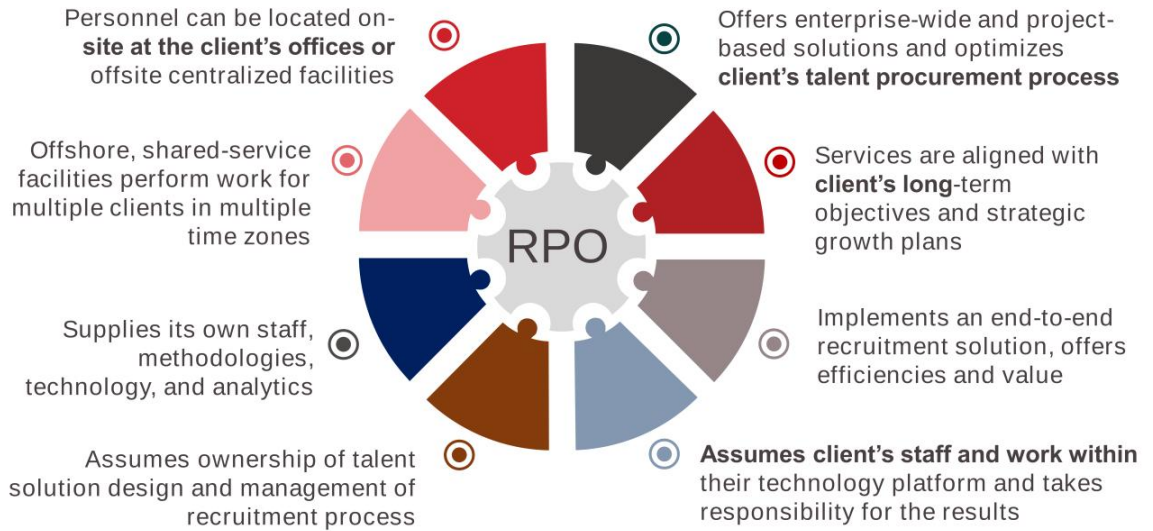 Personnel can be located on-
site at the client's offices or
offsite centralized facilities
Offers enterprise-wide and project-
based solutions and optimizes
client's talent procurement process
Offshore, shared-service
facilities perform work for
multiple clients in multiple
time zones
Services are aligned with
client's long-term
objectives and strategic
growth plans
RPO
Supplies its own staff,
methodologies,
technology, and analytics
Implements an end-to-end
recruitment solution, offers
efficiencies and value
Assumes ownership of talent
solution design and management of
recruitment process
Assumes client's staff and work within
their technology platform and takes
responsibility for the results